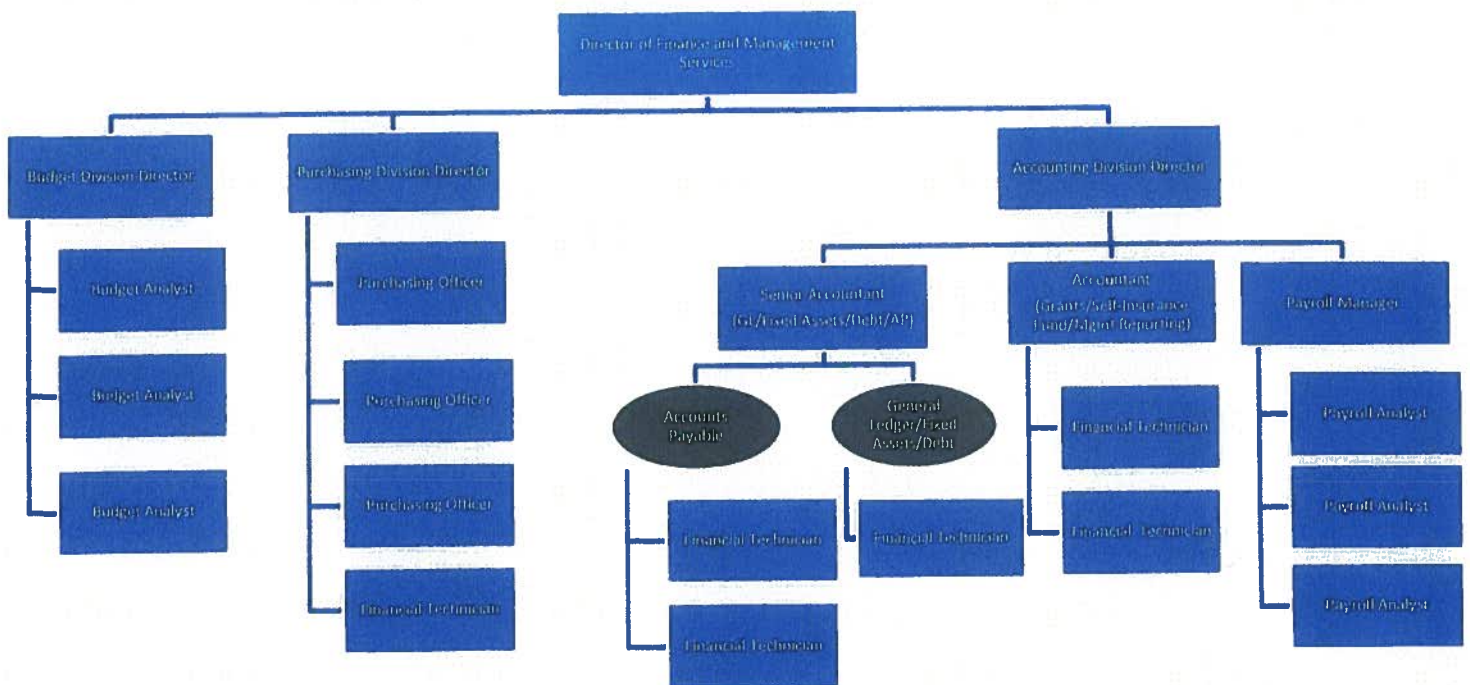 Director of Finance and Management
Services
Budget Division Director
Purchasing Division Director
Accounting Division Director
Budget Analyst
Budget Analyst
Budget Analyst
Purchasing Officer
Purchasing Officer
Purchasing Officer
Financial Technician
Senior Accountant
(GL/Fixed Assets/Debt/AP)
Accountant
(Grants/Self-Insurance
Fund/Mgmt Reporting)
Payroll Manager
Accounts
Payable
General
Ledger/Fixed
Assets/Debt
Financial Technician
Financial Technician
Financial Technician
Financial Technician
Financial Technician
Payroll Analyst
Payroll Analyst
Payroll Analyst